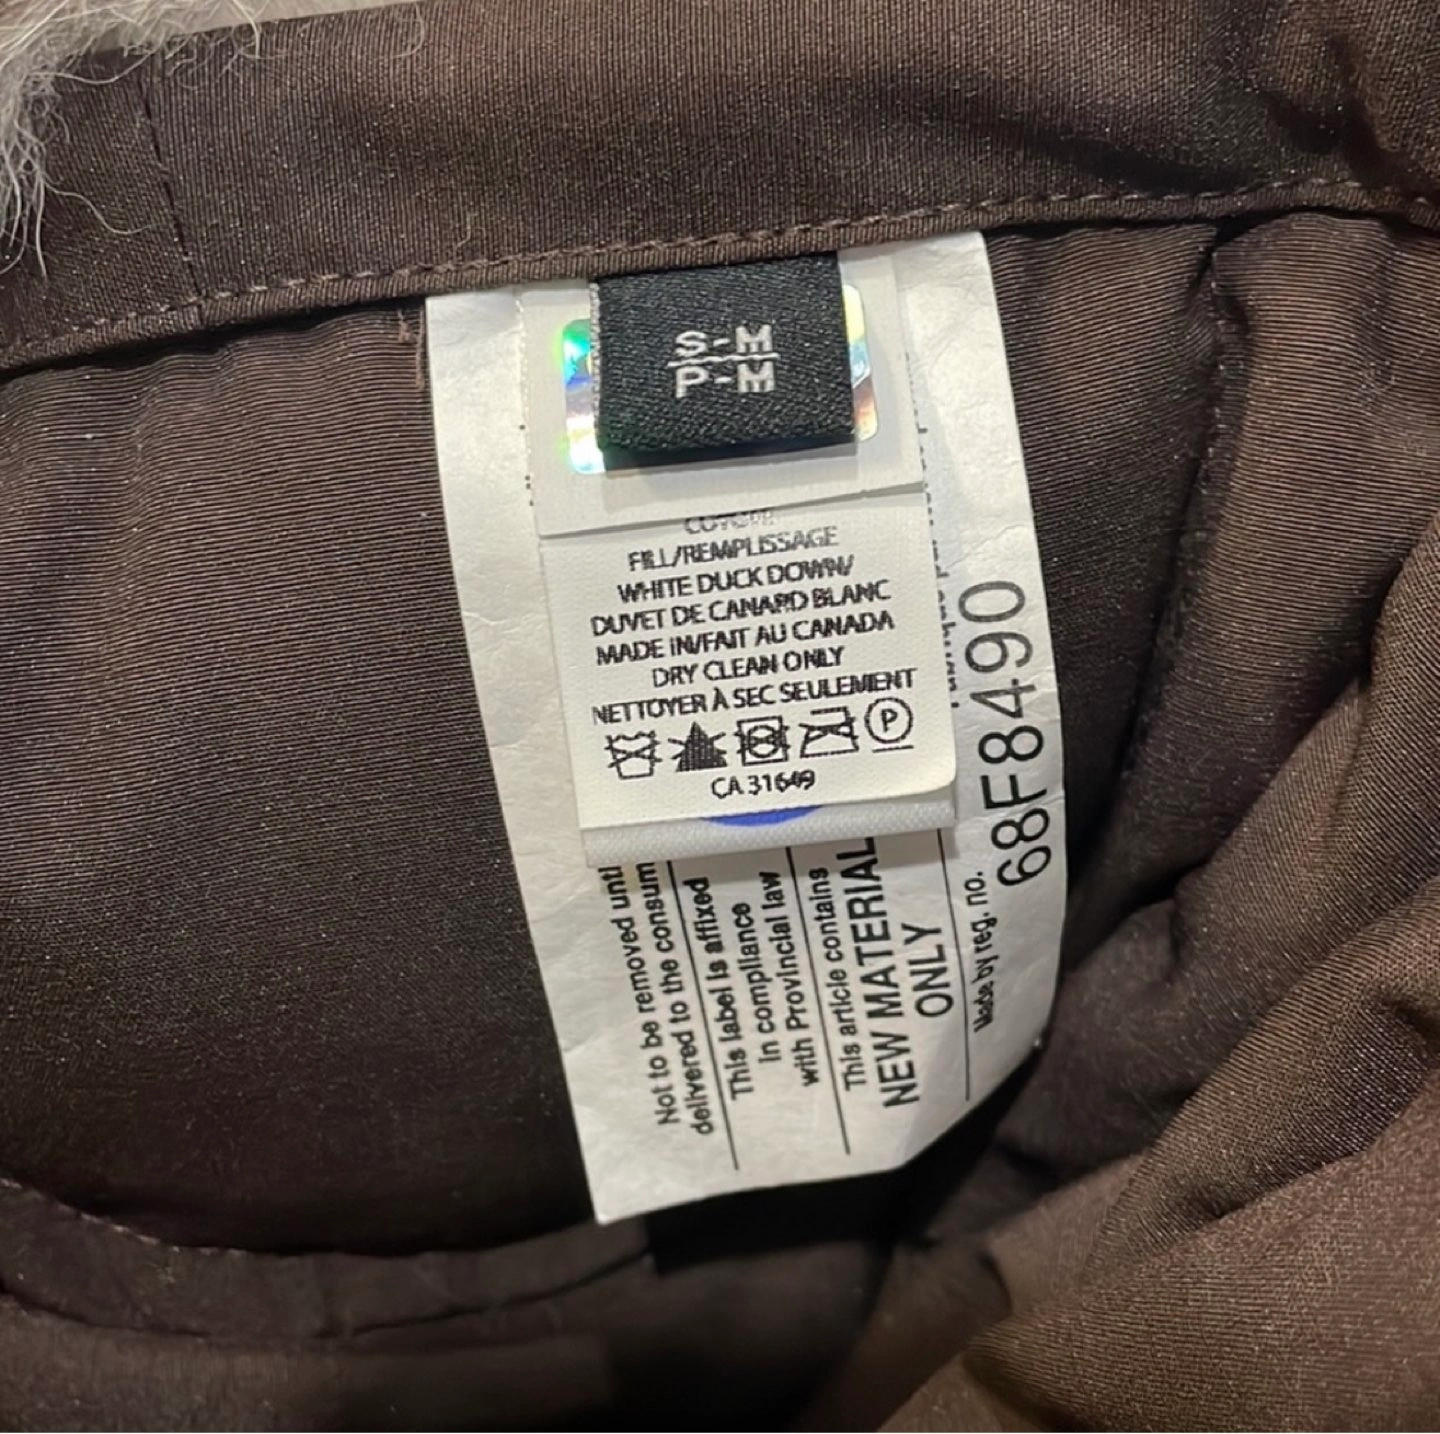 S-M
P-M
FILL/REMPLISSAGE
WHITE DUCK DOWN/
DUVET DE CANARD BLANC
MADE IN/FAIT AU CANADA
DRY CLEAN ONLY
NETTOYER À SEC SEULEMENT
P
CA 31649
Not to be removed until
delivered to the consum
This label is affixed
in compliance
with Provincial law
This article contains
NEW MATERIAL
ONLY
Made by reg. no.
68F8490